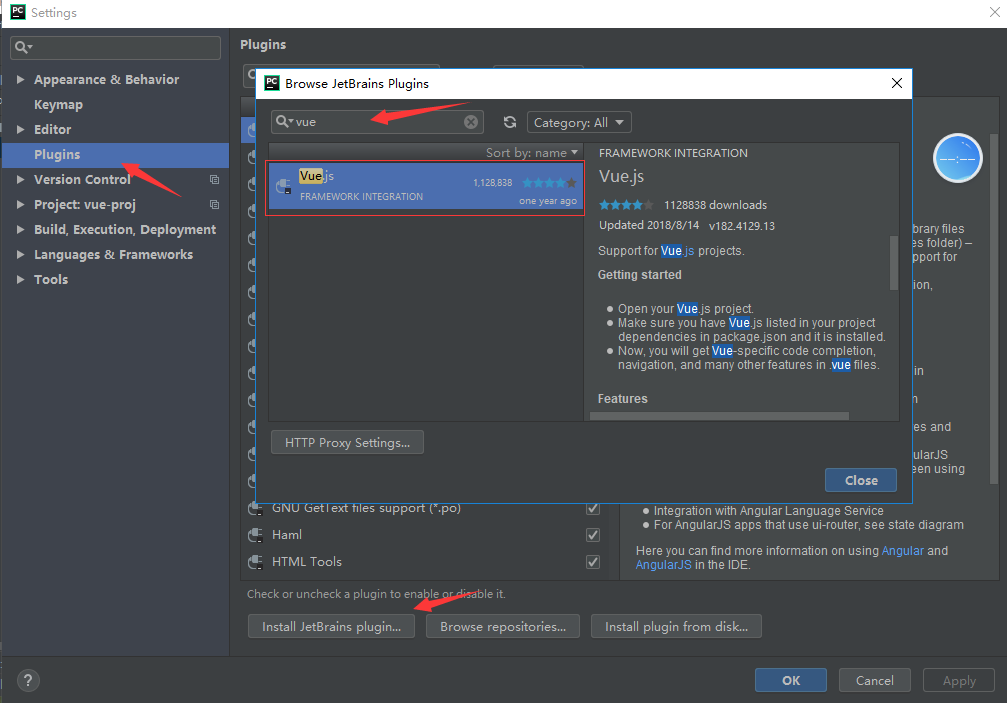 PC Settings
Appearance & Behavior
Keymap
Editor
Plugins
Version Control
Project: vue-proj
Build, Execution, Deployment
Languages & Frameworks
Tools
Plugins
PC Browse JetBrains Plugins
vue
Category: All
Sort by: name
Vue.js
1,128,838
FRAMEWORK INTEGRATION
one year ago
FRAMEWORK INTEGRATION
Vue.js
1128838 downloads
Updated 2018/8/14 v182.4129.13
Support for Vue.js projects.
Getting started
Open your Vue.js project.
Make sure you have Vue.js listed in your project
dependencies in package.json and it is installed.
Now, you will get Vue-specific code completion,
navigation, and many other features in .vue files.
Features
HTTP Proxy Settings...
Close
--:--
brary files
es folder) –
pport for
ion,
in
es and
ularJS
een using
Integration with Angular Language Service
For AngularJS apps that use ui-router, see state diagram
Here you can find more information on using Angular and
AngularJS in the IDE.
GNU GetText files support (*.po)
Haml
HTML Tools
Check or uncheck a plugin to enable or disable it.
Install JetBrains plugin...
Browse repositories...
Install plugin from disk...
?
OK
Cancel
Apply